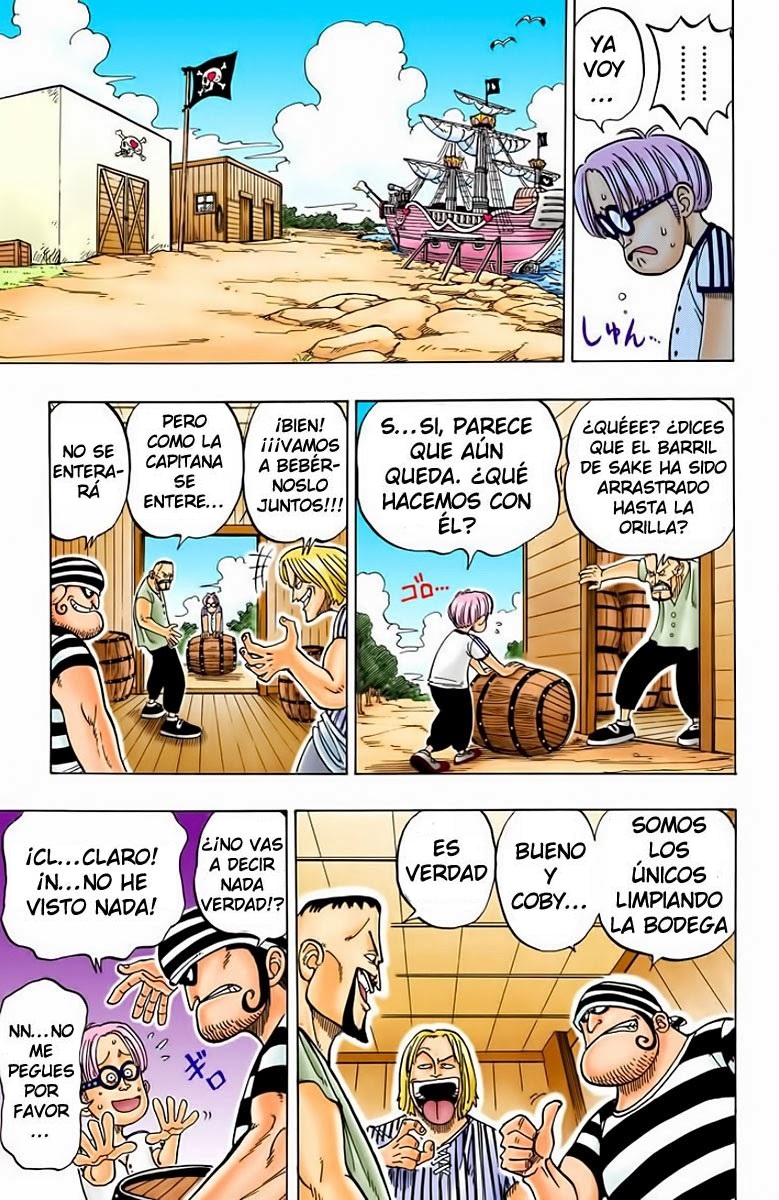 ........
YA
VOY
...
しゅん...
¿QUÉEE? ¿DICES
QUE EL BARRIL
DE SAKE HA SIDO
ARRASTRADO
HASTA LA
ORILLA?
S...SI, PARECE
QUE AÚN
QUEDA. ¿QUÉ
HACEMOS CON
ÉL?
ゴロ...
¡BIEN!
¡¡¡VAMOS
A BEBÉR-
NOSLO
JUNTOS!!!
PERO
COMO LA
CAPITANA
SE
ENTERE...
NO SE
ENTERA-
RÁ
SOMOS
LOS
ÚNICOS
LIMPIANDO
LA BODEGA
BUENO
Y
COBY...
ES
VERDAD
¿¡NO VAS
A DECIR
NADA
VERDAD!?
¡CL...CLARO!
¡N...NO HE
VISTO NADA!
ギロ
NN...NO
ME
PEGUES
POR
FAVOR
...